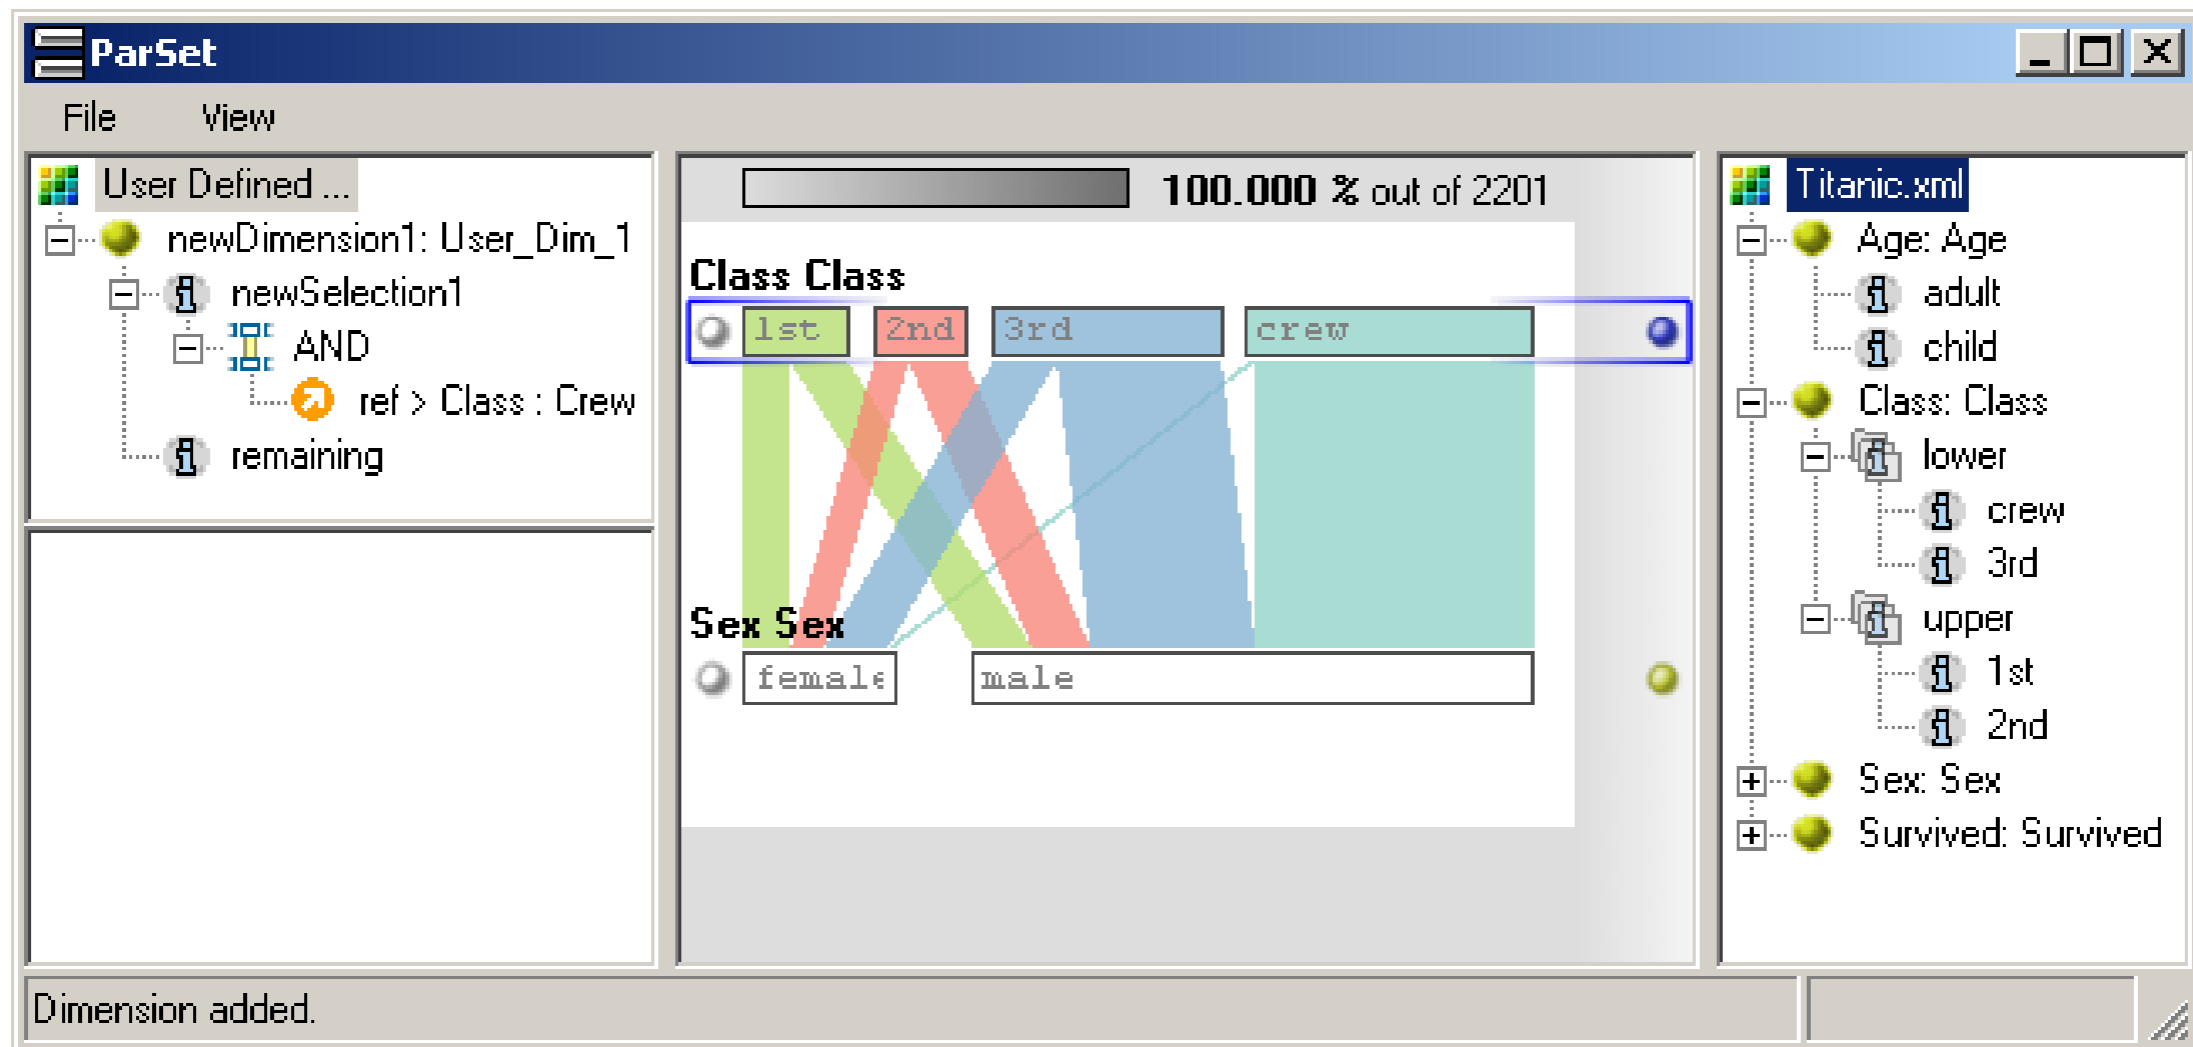 ParSet
File View
User Defined ...
newDimension1: User_Dim_1
newSelection1
AND
ref > Class : Crew
remaining
100.000 % out of 2201
Class Class
1st 2nd 3rd crew
Sex Sex
female male
Titanic.xml
Age: Age
adult
child
Class: Class
lower
crew
3rd
upper
1st
2nd
Sex: Sex
Survived: Survived
Dimension added.